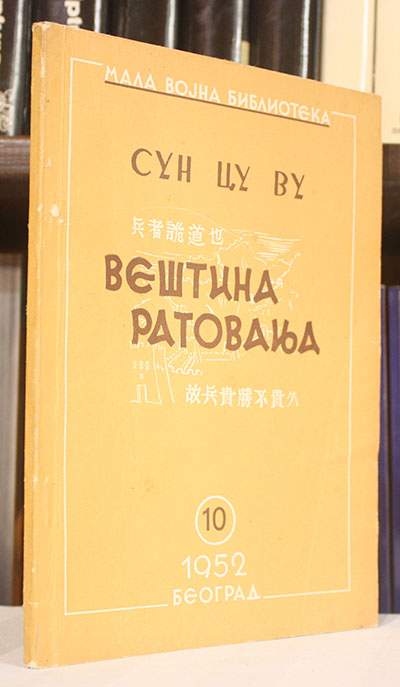 МАЛА ВОЈНА БИБЛИОТЕКА
СУН ЦУ ВУ
兵者詭道也
ВЕШТИНА
РАТОВАЊА
故兵貴勝不貴久
10
1952
БЕОГРАД